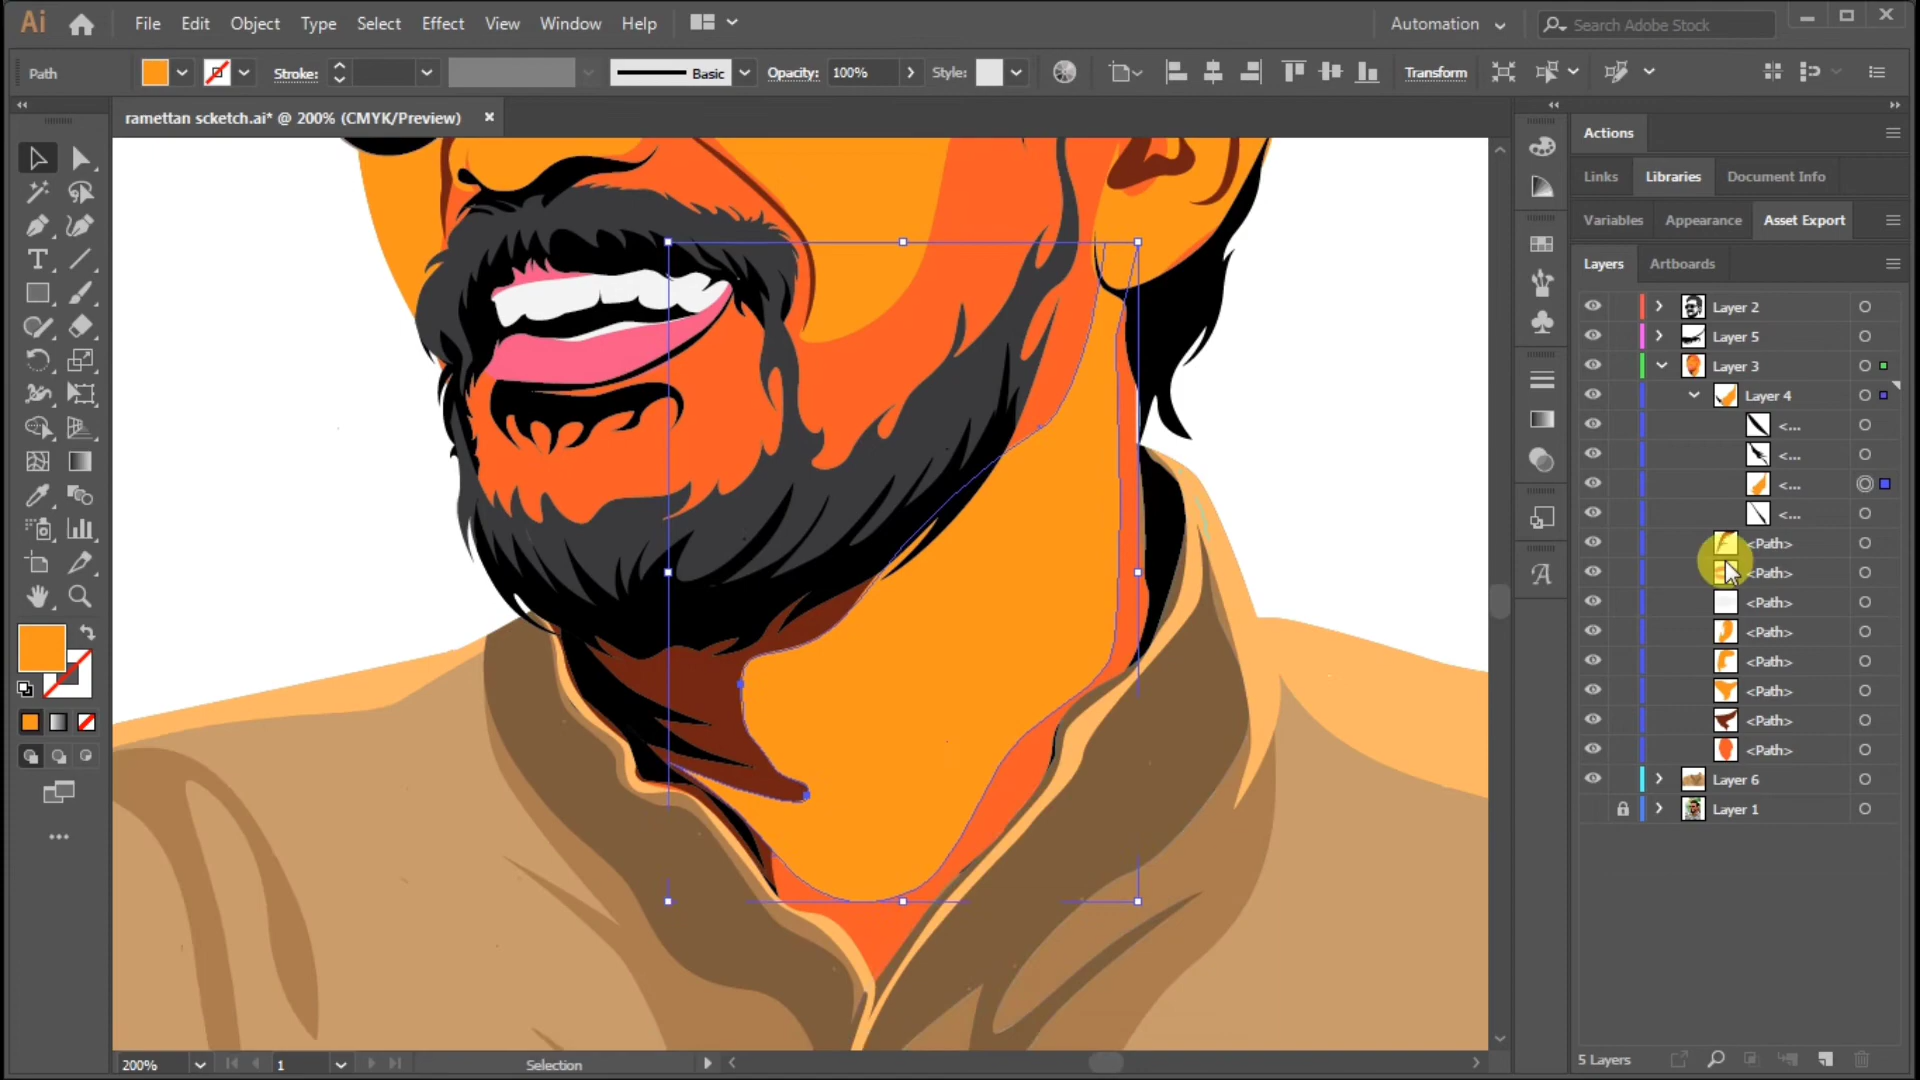 Ai File Edit Object Type Select Effect View Window Help Automation Search Adobe Stock
Path Stroke: Basic Opacity: 100% Style: Transform
ramettan scketch.ai* @ 200% (CMYK/Preview) ×
Actions
Links Libraries Document Info
Variables Appearance Asset Export
Layers Artboards
Layer 2
Layer 5
Layer 3
Layer 4
<...
<...
<...
<...
<Path>
<Path>
<Path>
<Path>
<Path>
<Path>
<Path>
<Path>
Layer 6
Layer 1
200% 1 Selection 5 Layers